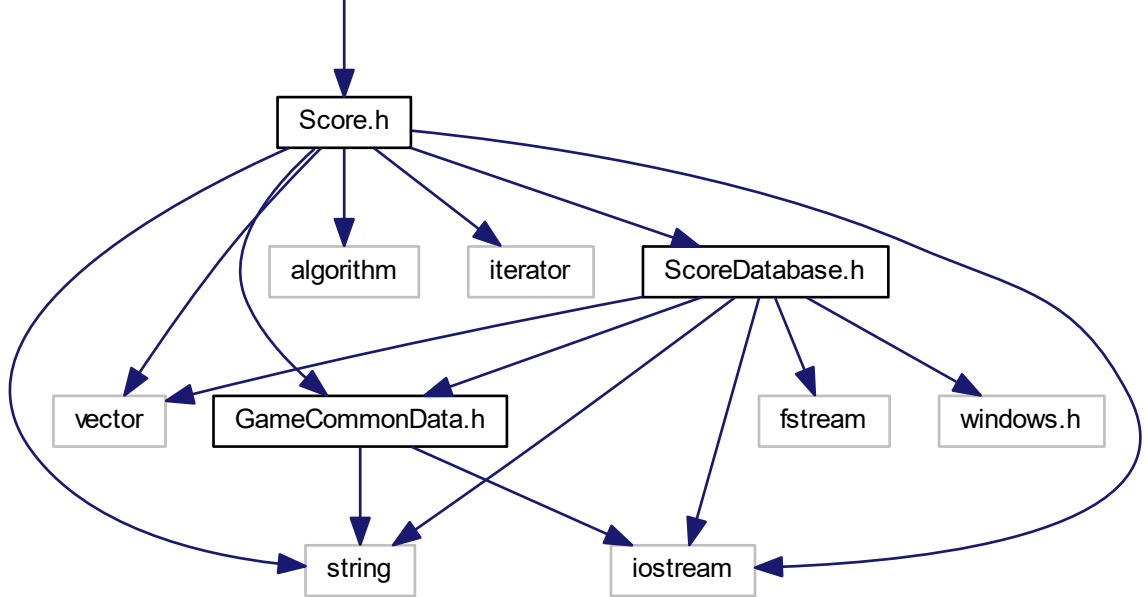 Score.h
algorithm
iterator
ScoreDatabase.h
vector
GameCommonData.h
fstream
windows.h
string
iostream